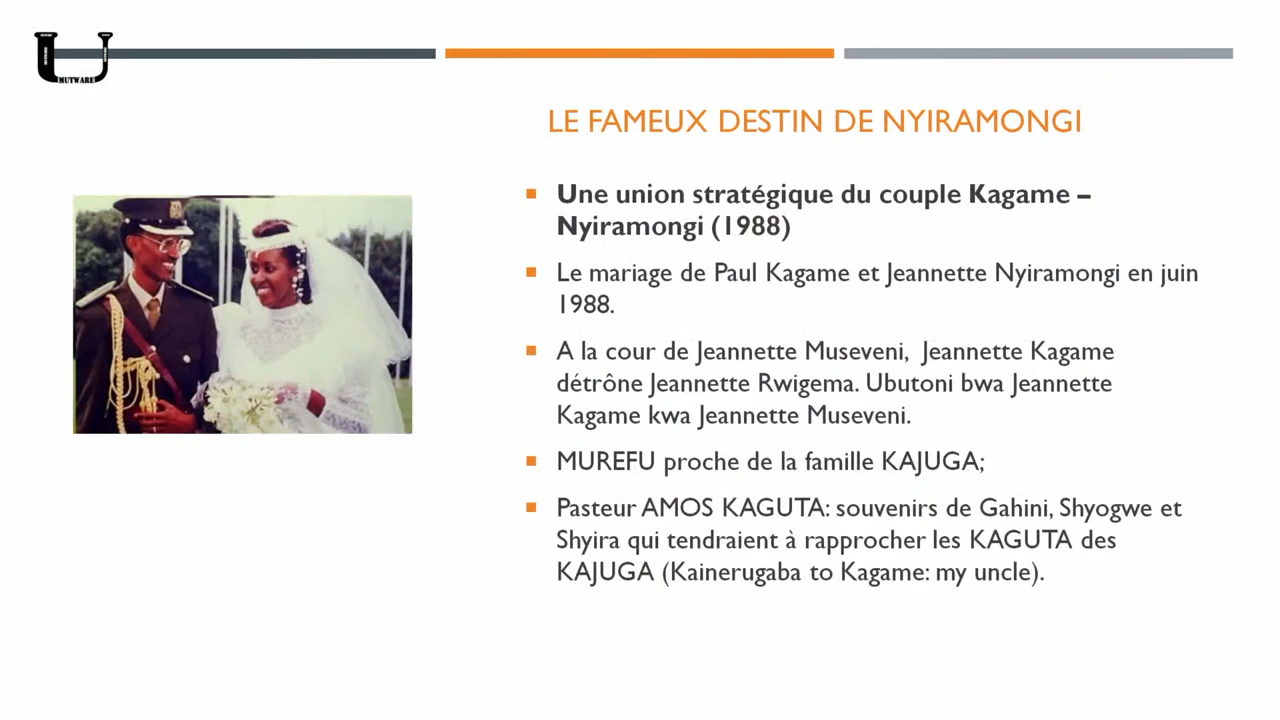 MUTWARE
LE FAMEUX DESTIN DE NYIRAMONGI
Une union stratégique du couple Kagame –
Nyiramongi (1988)
Le mariage de Paul Kagame et Jeannette Nyiramongi en juin
1988.
A la cour de Jeannette Museveni, Jeannette Kagame
détrône Jeannette Rwigema. Ubutoni bwa Jeannette
Kagame kwa Jeannette Museveni.
MUREFU proche de la famille KAJUGA;
Pasteur AMOS KAGUTA: souvenirs de Gahini, Shyogwe et
Shyira qui tendraient à rapprocher les KAGUTA des
KAJUGA (Kainerugaba to Kagame: my uncle).